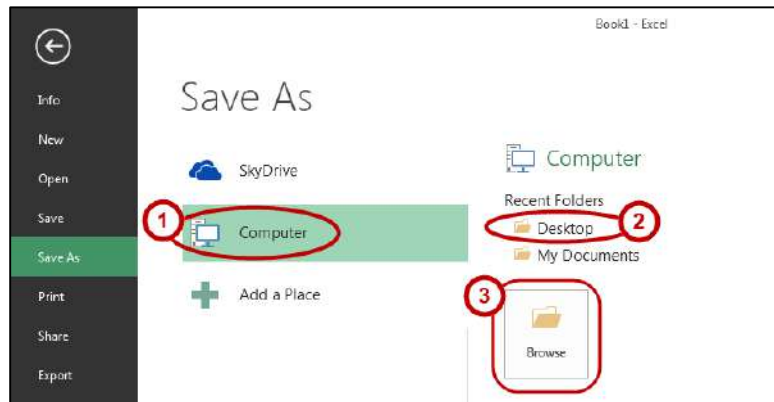 Book1 - Excel
Info
New
Open
Save
Save As
Print
Share
Export
Save As
SkyDrive
1
Computer
Add a Place
Computer
Recent Folders
Desktop
2
My Documents
3
Browse